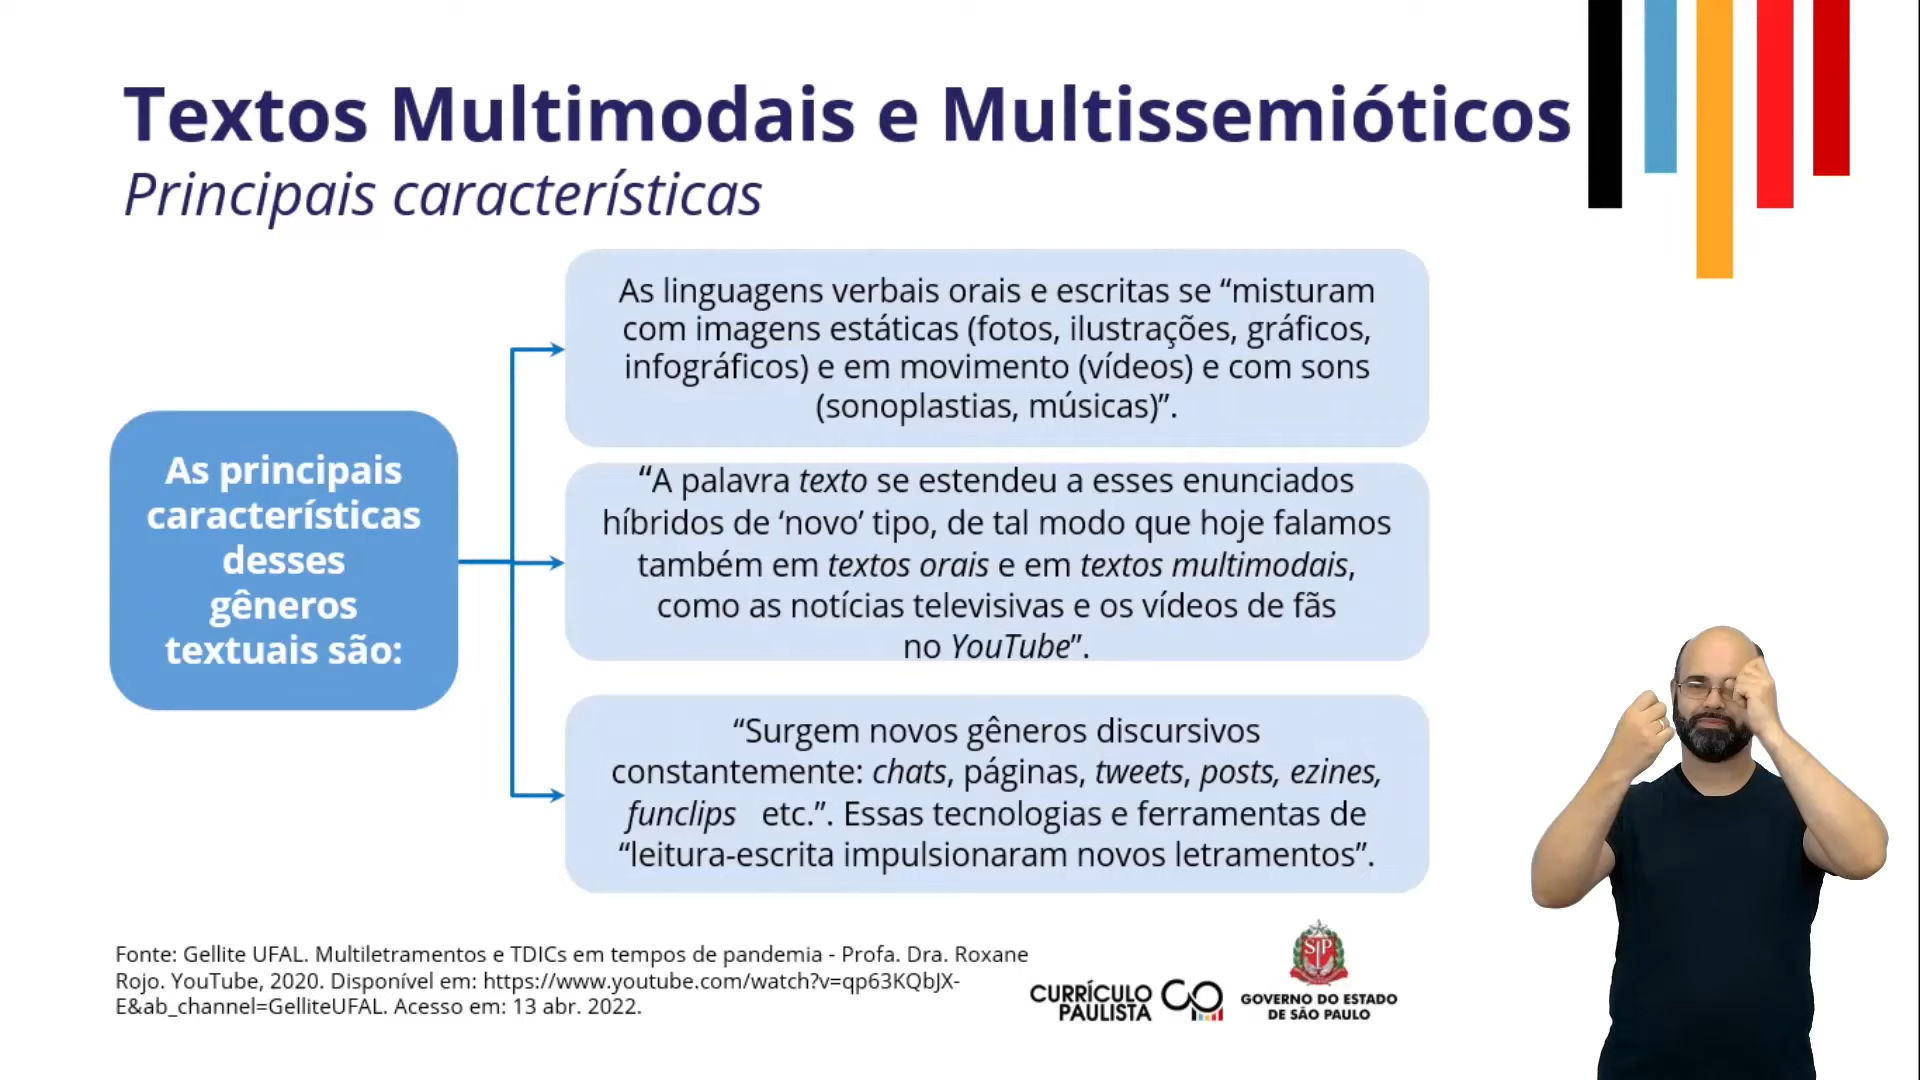 Textos Multimodais e Multissemióticos
Principais características
As principais
características
desses
gêneros
textuais são:
As linguagens verbais orais e escritas se “misturam
com imagens estáticas (fotos, ilustrações, gráficos,
infográficos) e em movimento (vídeos) e com sons
(sonoplastias, músicas)”.
“A palavra texto se estendeu a esses enunciados
híbridos de ‘novo’ tipo, de tal modo que hoje falamos
também em textos orais e em textos multimodais,
como as notícias televisivas e os vídeos de fãs
no YouTube”.
“Surgem novos gêneros discursivos
constantemente: chats, páginas, tweets, posts, ezines,
funclips etc.”. Essas tecnologias e ferramentas de
“leitura-escrita impulsionaram novos letramentos”.
Fonte: Gellite UFAL. Multiletramentos e TDICs em tempos de pandemia - Profa. Dra. Roxane
Rojo. YouTube, 2020. Disponível em: https://www.youtube.com/watch?v=qp63KQbJX-
E&ab_channel=GelliteUFAL. Acesso em: 13 abr. 2022.
CURRÍCULO
PAULISTA
SP
GOVERNO DO ESTADO
DE SÃO PAULO